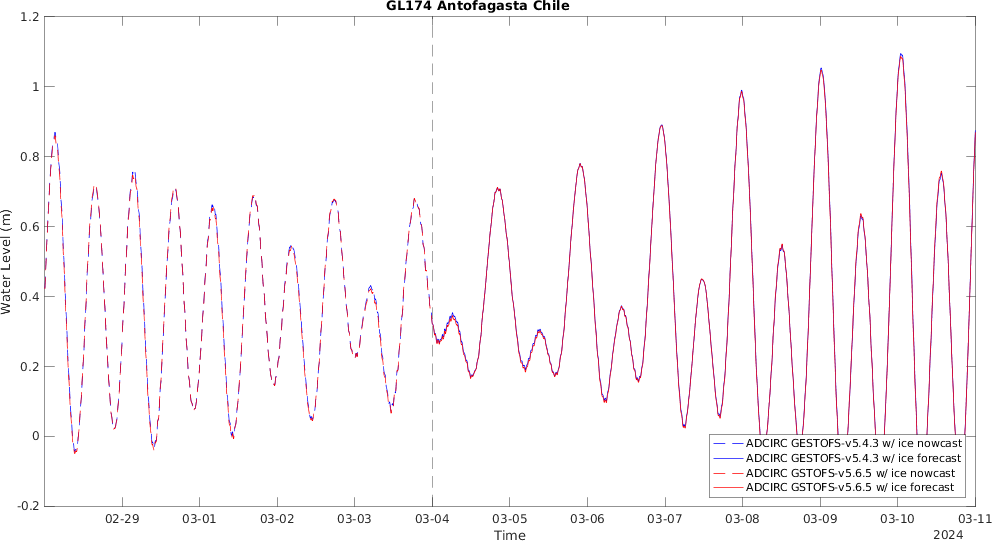 GL174 Antofagasta Chile
1.2
1
0.8
0.6
0.4
0.2
0
-0.2
Water Level (m)
ADCIRC GESTOFS-v5.4.3 w/ ice nowcast
ADCIRC GESTOFS-v5.4.3 w/ ice forecast
ADCIRC GSTOFS-v5.6.5 w/ ice nowcast
ADCIRC GSTOFS-v5.6.5 w/ ice forecast
02-29 03-01 03-02 03-03 03-04 03-05 03-06 03-07 03-08 03-09 03-10 03-11
Time
2024